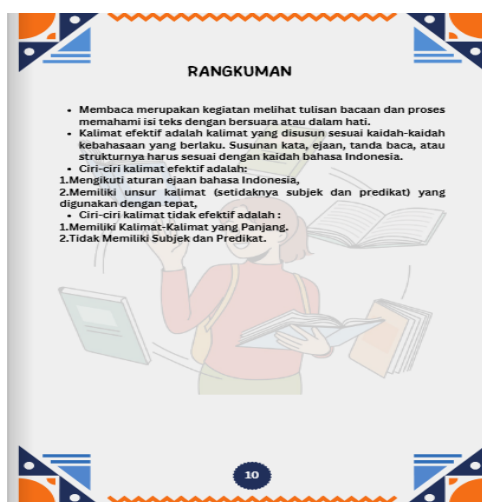 RANGKUMAN
• Membaca merupakan kegiatan melihat tulisan bacaan dan proses
memahami isi teks dengan bersuara atau dalam hati.
• Kalimat efektif adalah kalimat yang disusun sesuai kaidah-kaidah
kebahasaan yang berlaku. Susunan kata, ejaan, tanda baca, atau
strukturnya harus sesuai dengan kaidah bahasa Indonesia.
• Ciri-ciri kalimat efektif adalah:
1.Mengikuti aturan ejaan bahasa Indonesia,
2.Memiliki unsur kalimat (setidaknya subjek dan predikat) yang
digunakan dengan tepat,
• Ciri-ciri kalimat tidak efektif adalah :
1.Memiliki Kalimat-Kalimat yang Panjang.
2.Tidak Memiliki Subjek dan Predikat.
10